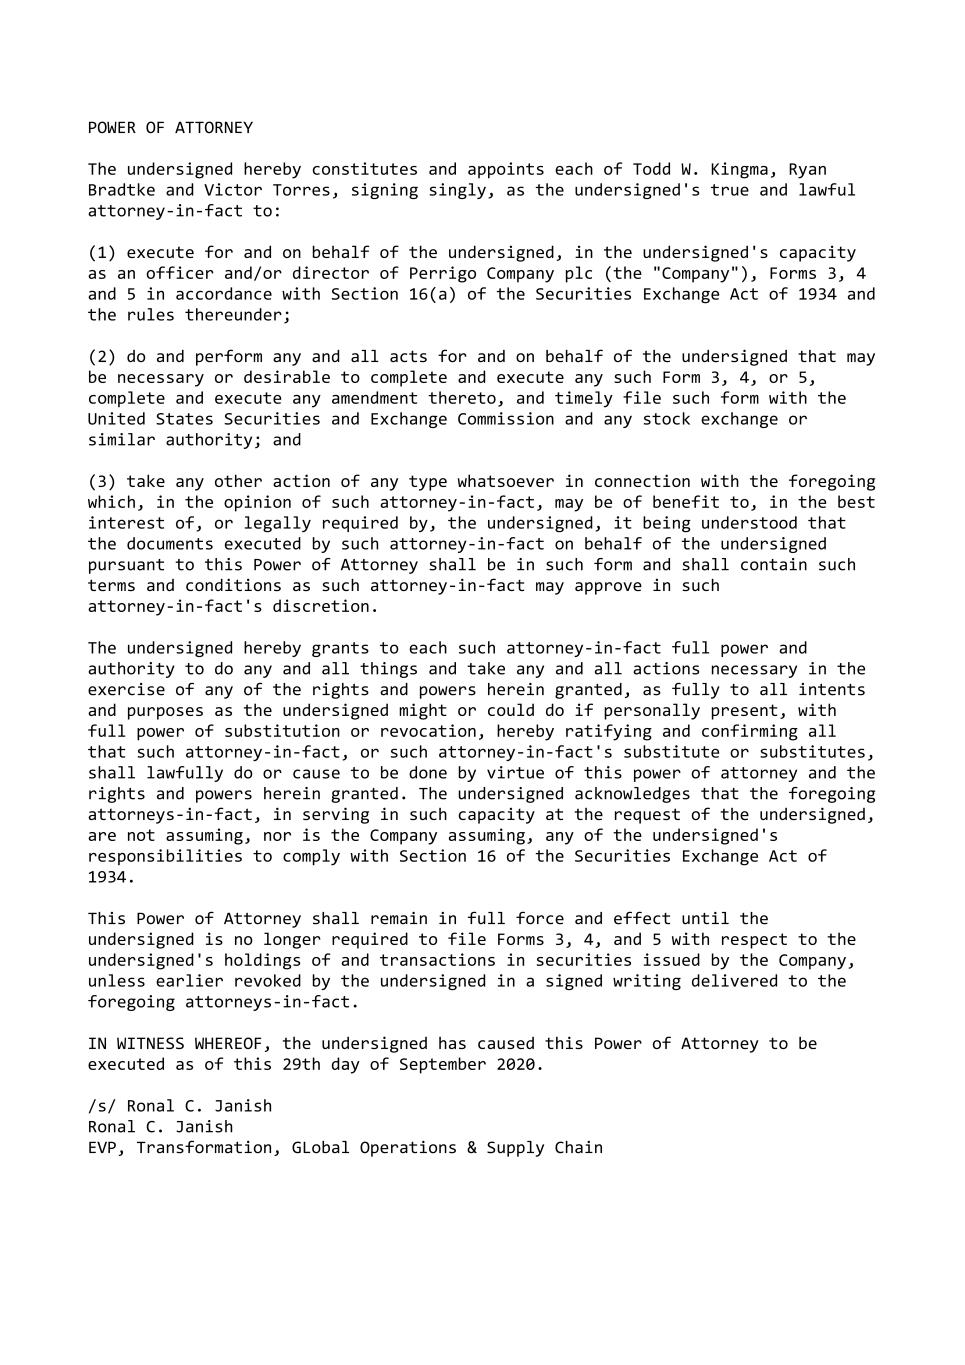 POWER OF ATTORNEY
The undersigned hereby constitutes and appoints each of Todd W. Kingma, Ryan
Bradtke and Victor Torres, signing singly, as the undersigned's true and lawful
attorney-in-fact to:
(1) execute for and on behalf of the undersigned, in the undersigned's capacity
as an officer and/or director of Perrigo Company plc (the "Company"), Forms 3, 4
and 5 in accordance with Section 16(a) of the Securities Exchange Act of 1934 and
the rules thereunder;
(2) do and perform any and all acts for and on behalf of the undersigned that may
be necessary or desirable to complete and execute any such Form 3, 4, or 5,
complete and execute any amendment thereto, and timely file such form with the
United States Securities and Exchange Commission and any stock exchange or
similar authority; and
(3) take any other action of any type whatsoever in connection with the foregoing
which, in the opinion of such attorney-in-fact, may be of benefit to, in the best
interest of, or legally required by, the undersigned, it being understood that
the documents executed by such attorney-in-fact on behalf of the undersigned
pursuant to this Power of Attorney shall be in such form and shall contain such
terms and conditions as such attorney-in-fact may approve in such
attorney-in-fact's discretion.
The undersigned hereby grants to each such attorney-in-fact full power and
authority to do any and all things and take any and all actions necessary in the
exercise of any of the rights and powers herein granted, as fully to all intents
and purposes as the undersigned might or could do if personally present, with
full power of substitution or revocation, hereby ratifying and confirming all
that such attorney-in-fact, or such attorney-in-fact's substitute or substitutes,
shall lawfully do or cause to be done by virtue of this power of attorney and the
rights and powers herein granted. The undersigned acknowledges that the foregoing
attorneys-in-fact, in serving in such capacity at the request of the undersigned,
are not assuming, nor is the Company assuming, any of the undersigned's
responsibilities to comply with Section 16 of the Securities Exchange Act of
1934.
This Power of Attorney shall remain in full force and effect until the
undersigned is no longer required to file Forms 3, 4, and 5 with respect to the
undersigned's holdings of and transactions in securities issued by the Company,
unless earlier revoked by the undersigned in a signed writing delivered to the
foregoing attorneys-in-fact.
IN WITNESS WHEREOF, the undersigned has caused this Power of Attorney to be
executed as of this 29th day of September 2020.
/s/ Ronal C. Janish
Ronal C. Janish
EVP, Transformation, GLobal Operations & Supply Chain